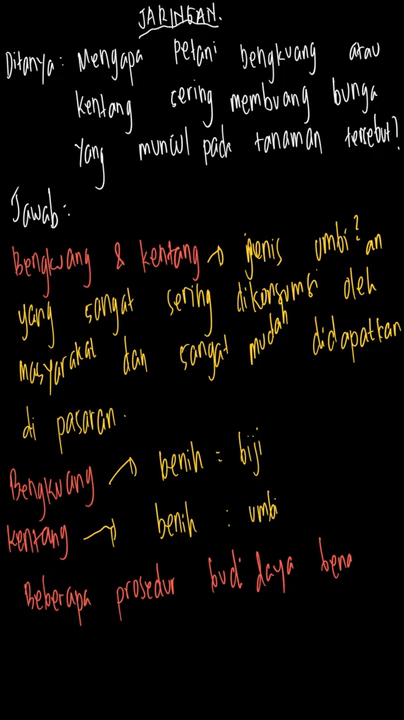 JARINGAN.
Ditanya: Mengapa Petani bengkuang atau
kentang sering membuang bunga
yang muncul pada tanaman tersebut?
Jawab:
Bengkuang & kentang → jenis umbi²an
yang sangat sering dikonsumsi oleh
masyarakat dan sangat mudah didapatkan
di pasaran.
Bengkuang → benih = biji
kentang → benih : umbi
Beberapa prosedur budi daya bena